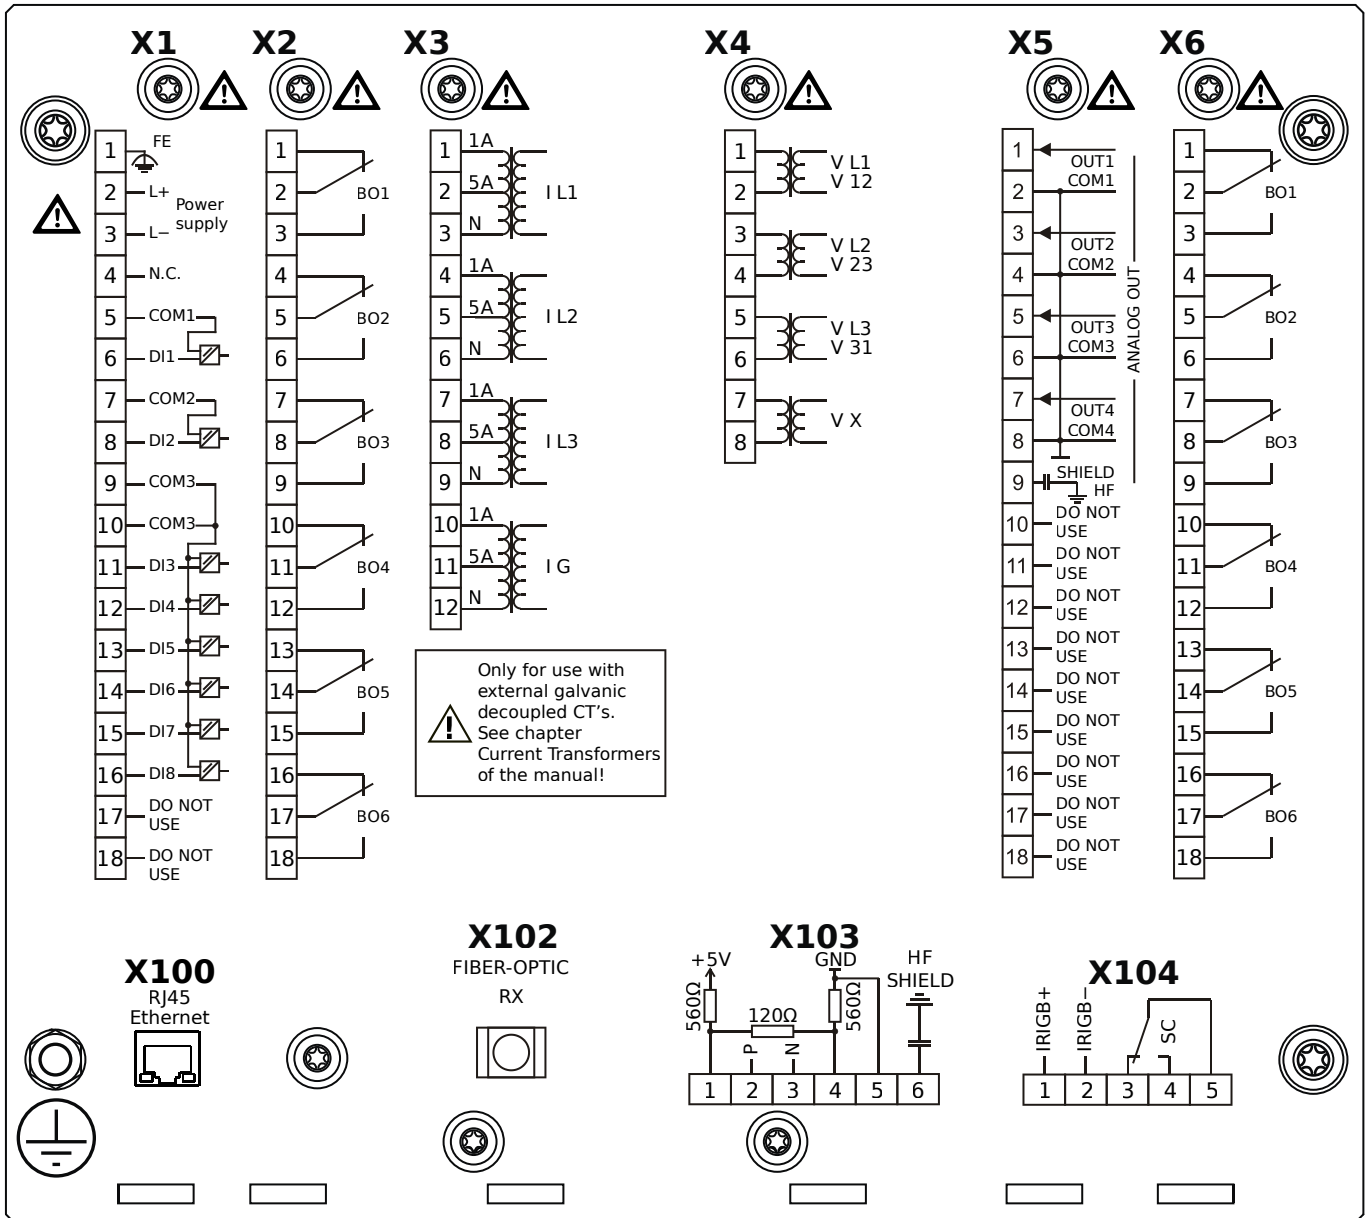 X1
1
FE
2
L+
Power
supply
3
L−
4
N.C.
5
COM1
6
DI1
7
COM2
8
DI2
9
COM3
10
COM3
11
DI3
12
DI4
13
DI5
14
DI6
15
DI7
16
DI8
17
DO NOT
USE
18
DO NOT
USE
X2
1
2
BO1
3
4
5
BO2
6
7
8
BO3
9
10
11
BO4
12
13
14
BO5
15
16
17
BO6
18
X3
1
1A
2
5A
I L1
3
N
4
1A
5
5A
I L2
6
N
7
1A
8
5A
I L3
9
N
10
1A
11
5A
I G
12
N
Only for use with
external galvanic
decoupled CT's.
See chapter
Current Transformers
of the manual!
X4
1
V L1
2
V 12
3
V L2
4
V 23
5
V L3
6
V 31
7
V X
8
X5
1
OUT1
2
COM1
3
OUT2
4
COM2
5
OUT3
6
COM3
7
OUT4
8
COM4
ANALOG OUT
9
SHIELD
HF
10
DO NOT
USE
11
DO NOT
USE
12
DO NOT
USE
13
DO NOT
USE
14
DO NOT
USE
15
DO NOT
USE
16
DO NOT
USE
17
DO NOT
USE
18
DO NOT
USE
X6
1
2
BO1
3
4
5
BO2
6
7
8
BO3
9
10
11
BO4
12
13
14
BO5
15
16
17
BO6
18
X100
RJ45
Ethernet
X102
FIBER-OPTIC
RX
X103
+5V
GND
HF
SHIELD
560Ω
120Ω
560Ω
P
N
1 2 3 4 5 6
X104
IRIGB+
IRIGB−
SC
1 2 3 4 5